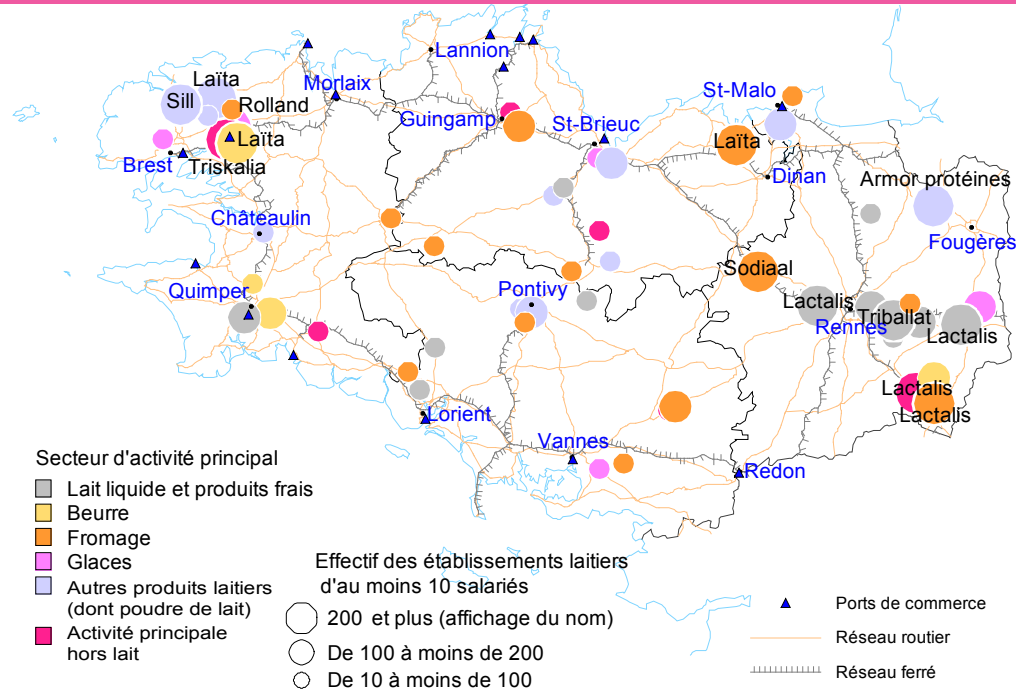 Lannion
Laïta
Morlaix
St-Malo
Sill
Rolland
Guingamp
St-Brieuc
Laïta
Laïta
Brest
Triskalia
Dinan
Armor protéines
Châteaulin
Fougères
Sodiaal
Quimper
Pontivy
Lactalis
Triballat
Rennes
Lactalis
Lactalis
Lactalis
Lorient
Vannes
Redon
Secteur d'activité principal
Lait liquide et produits frais
Beurre
Fromage
Glaces
Autres produits laitiers
(dont poudre de lait)
Activité principale
hors lait
Effectif des établissements laitiers
d'au moins 10 salariés
200 et plus (affichage du nom)
De 100 à moins de 200
De 10 à moins de 100
Ports de commerce
Réseau routier
Réseau ferré